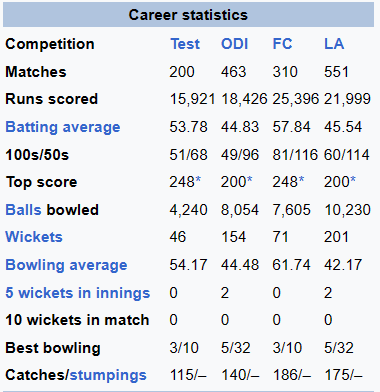 Career statistics
Competition Test ODI FC LA
Matches 200 463 310 551
Runs scored 15,921 18,426 25,396 21,999
Batting average 53.78 44.83 57.84 45.54
100s/50s 51/68 49/96 81/116 60/114
Top score 248* 200* 248* 200*
Balls bowled 4,240 8,054 7,605 10,230
Wickets 46 154 71 201
Bowling average 54.17 44.48 61.74 42.17
5 wickets in innings 0 2 0 2
10 wickets in match 0 0 0 0
Best bowling 3/10 5/32 3/10 5/32
Catches/stumpings 115/– 140/– 186/– 175/–